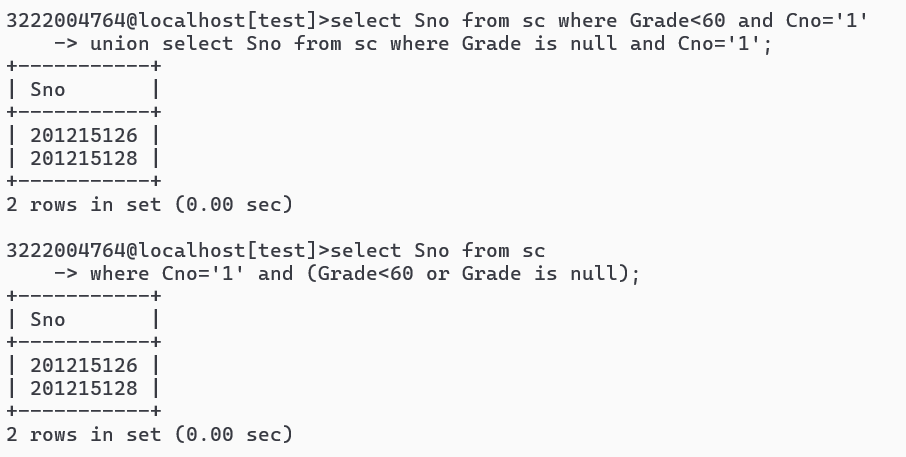 3222004764@localhost[test]>select Sno from sc where Grade<60 and Cno='1'
    -> union select Sno from sc where Grade is null and Cno='1';
+-----------+
| Sno       |
+-----------+
| 201215126 |
| 201215128 |
+-----------+
2 rows in set (0.00 sec)

3222004764@localhost[test]>select Sno from sc
    -> where Cno='1' and (Grade<60 or Grade is null);
+-----------+
| Sno       |
+-----------+
| 201215126 |
| 201215128 |
+-----------+
2 rows in set (0.00 sec)